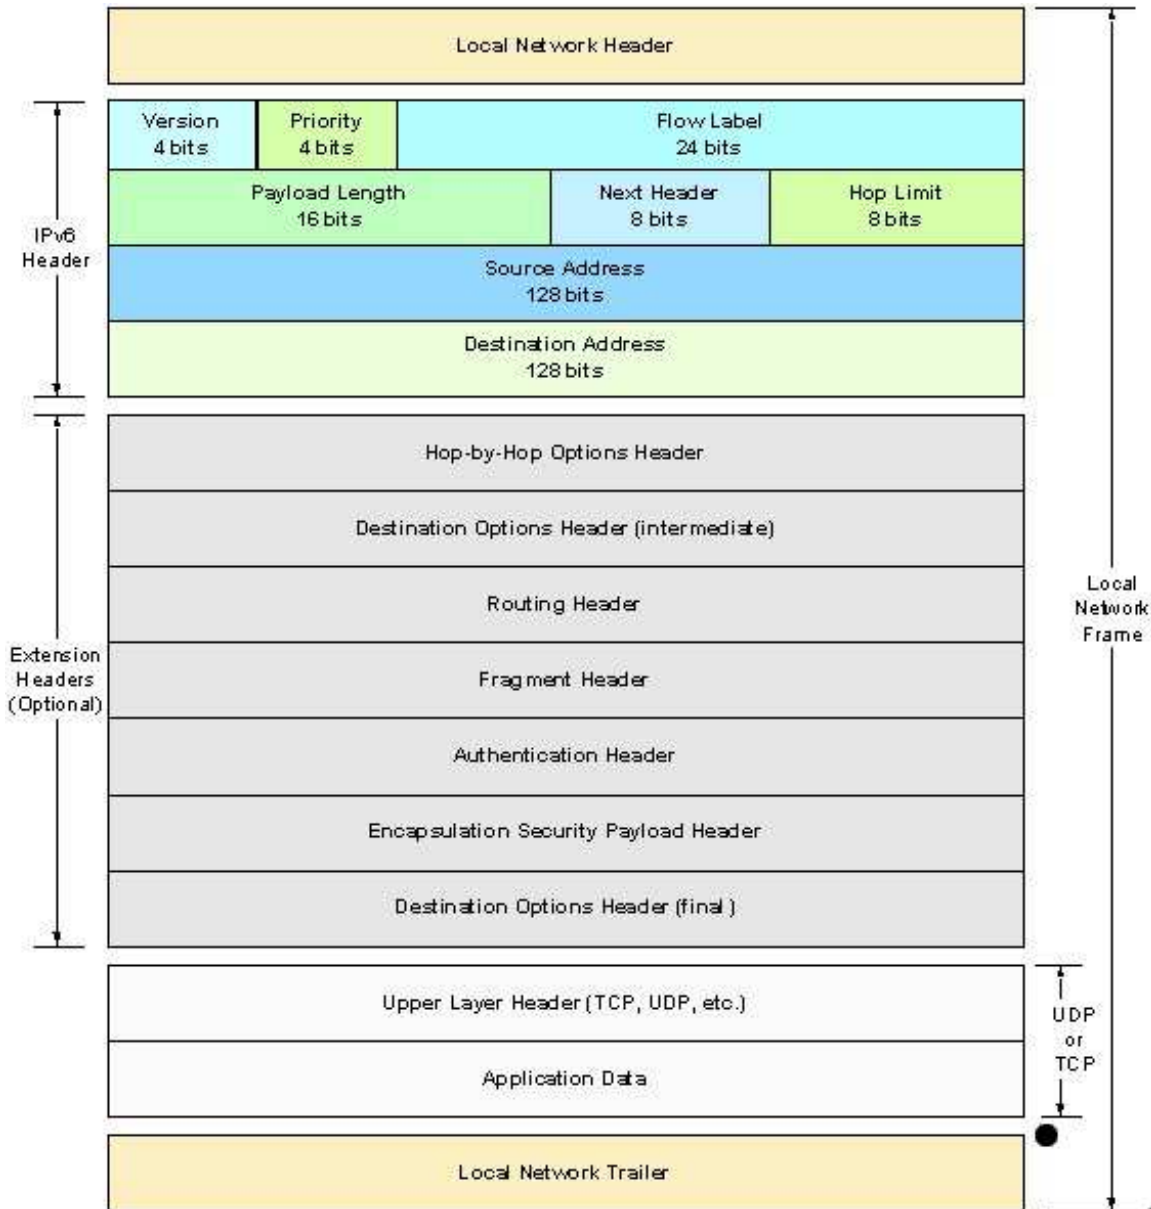 Local Network Header
Version
4 bits
Priority
4 bits
Flow Label
24 bits
Payload Length
16 bits
Next Header
8 bits
Hop Limit
8 bits
IPv6
Header
Source Address
128 bits
Destination Address
128 bits
Hop-by-Hop Options Header
Destination Options Header (intermediate)
Routing Header
Local
Network
Frame
Extension
Headers
(Optional)
Fragment Header
Authentication Header
Encapsulation Security Payload Header
Destination Options Header (final)
Upper Layer Header (TCP, UDP, etc.)
UDP
or
TCP
Application Data
Local Network Trailer